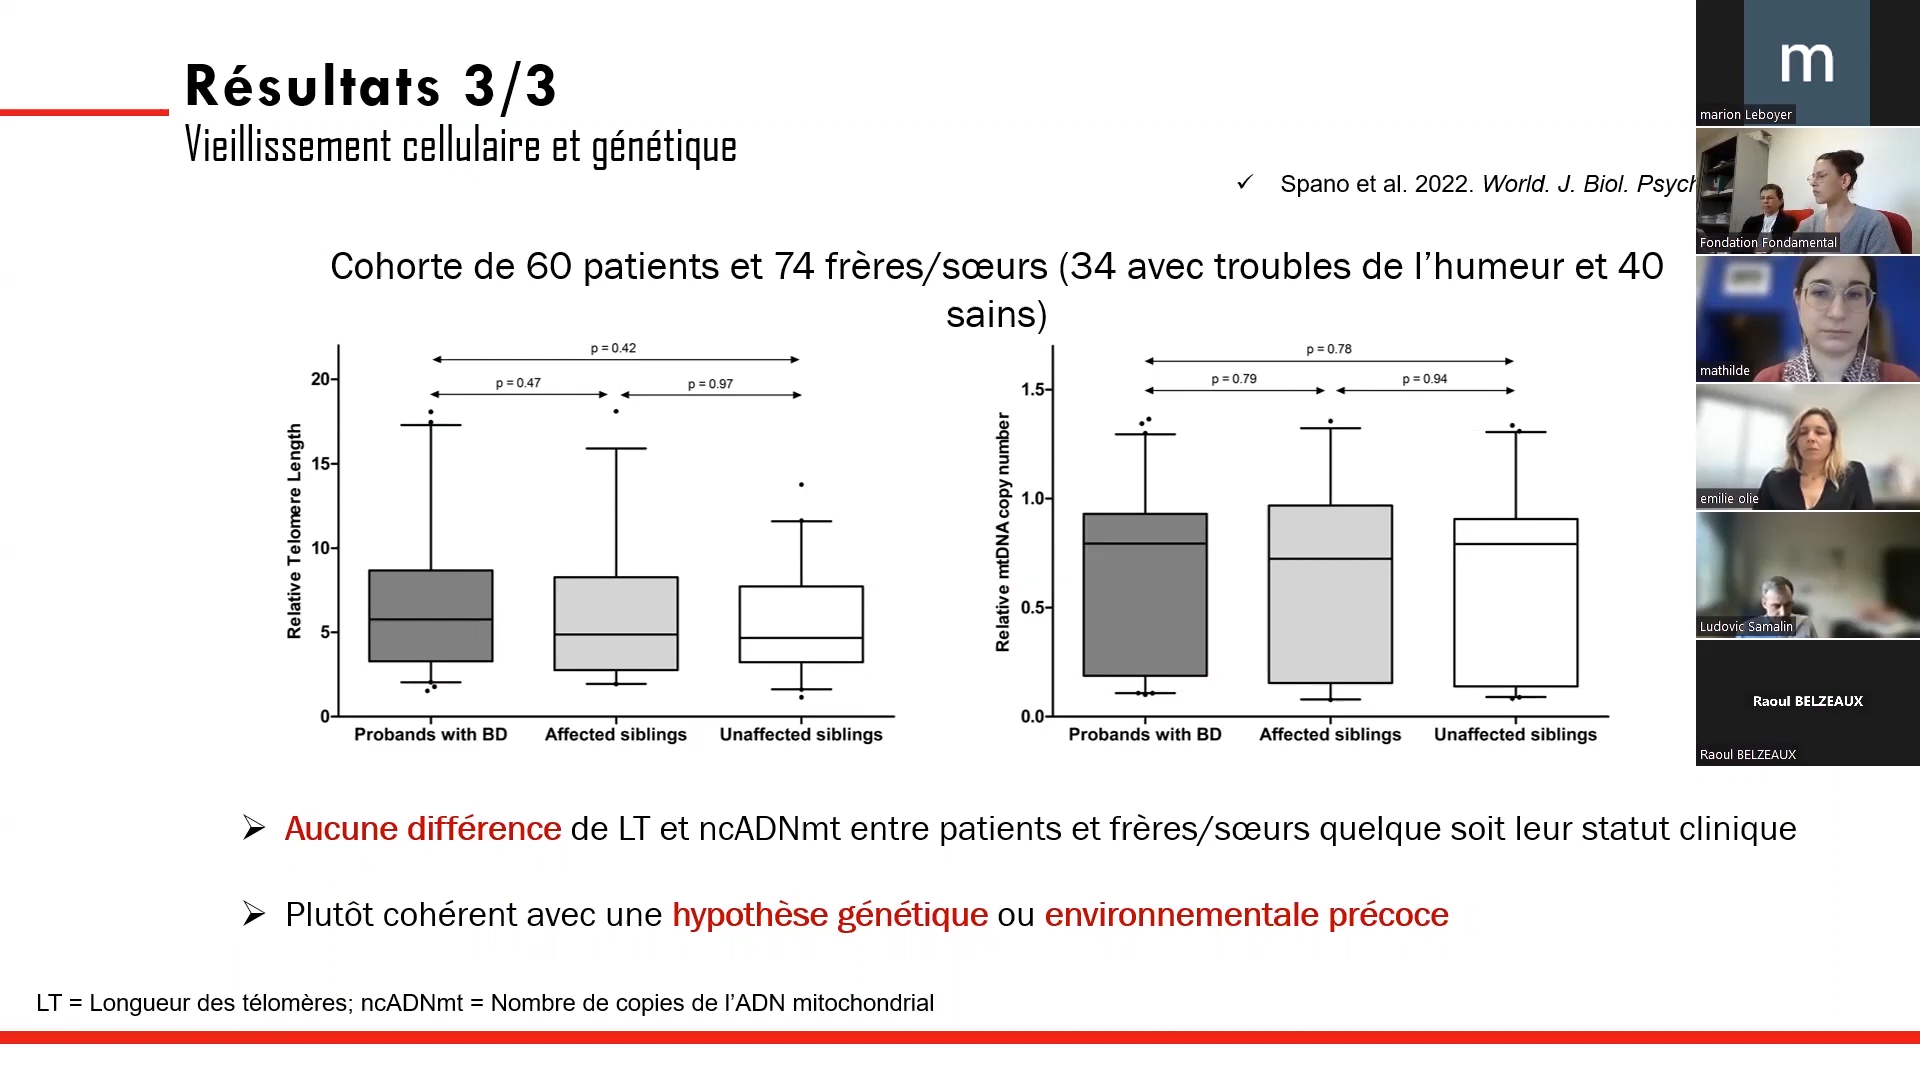 Résultats 3/3
Vieillissement cellulaire et génétique
✓ Spano et al. 2022. World. J. Biol. Psych
Cohorte de 60 patients et 74 frères/sœurs (34 avec troubles de l’humeur et 40
sains)
p = 0.42
p = 0.47
p = 0.97
Relative Telomere Length
20
15
10
5
0
Probands with BD
Affected siblings
Unaffected siblings
p = 0.78
p = 0.79
p = 0.94
Relative mtDNA copy number
1.5
1.0
0.5
0.0
Probands with BD
Affected siblings
Unaffected siblings
➢ Aucune différence de LT et ncADNmt entre patients et frères/sœurs quelque soit leur statut clinique
➢ Plutôt cohérent avec une hypothèse génétique ou environnementale précoce
LT = Longueur des télomères; ncADNmt = Nombre de copies de l’ADN mitochondrial
m
marion Leboyer
Fondation Fondamental
mathilde
emilie olie
Ludovic Samalin
Raoul BELZEAUX
Raoul BELZEAUX